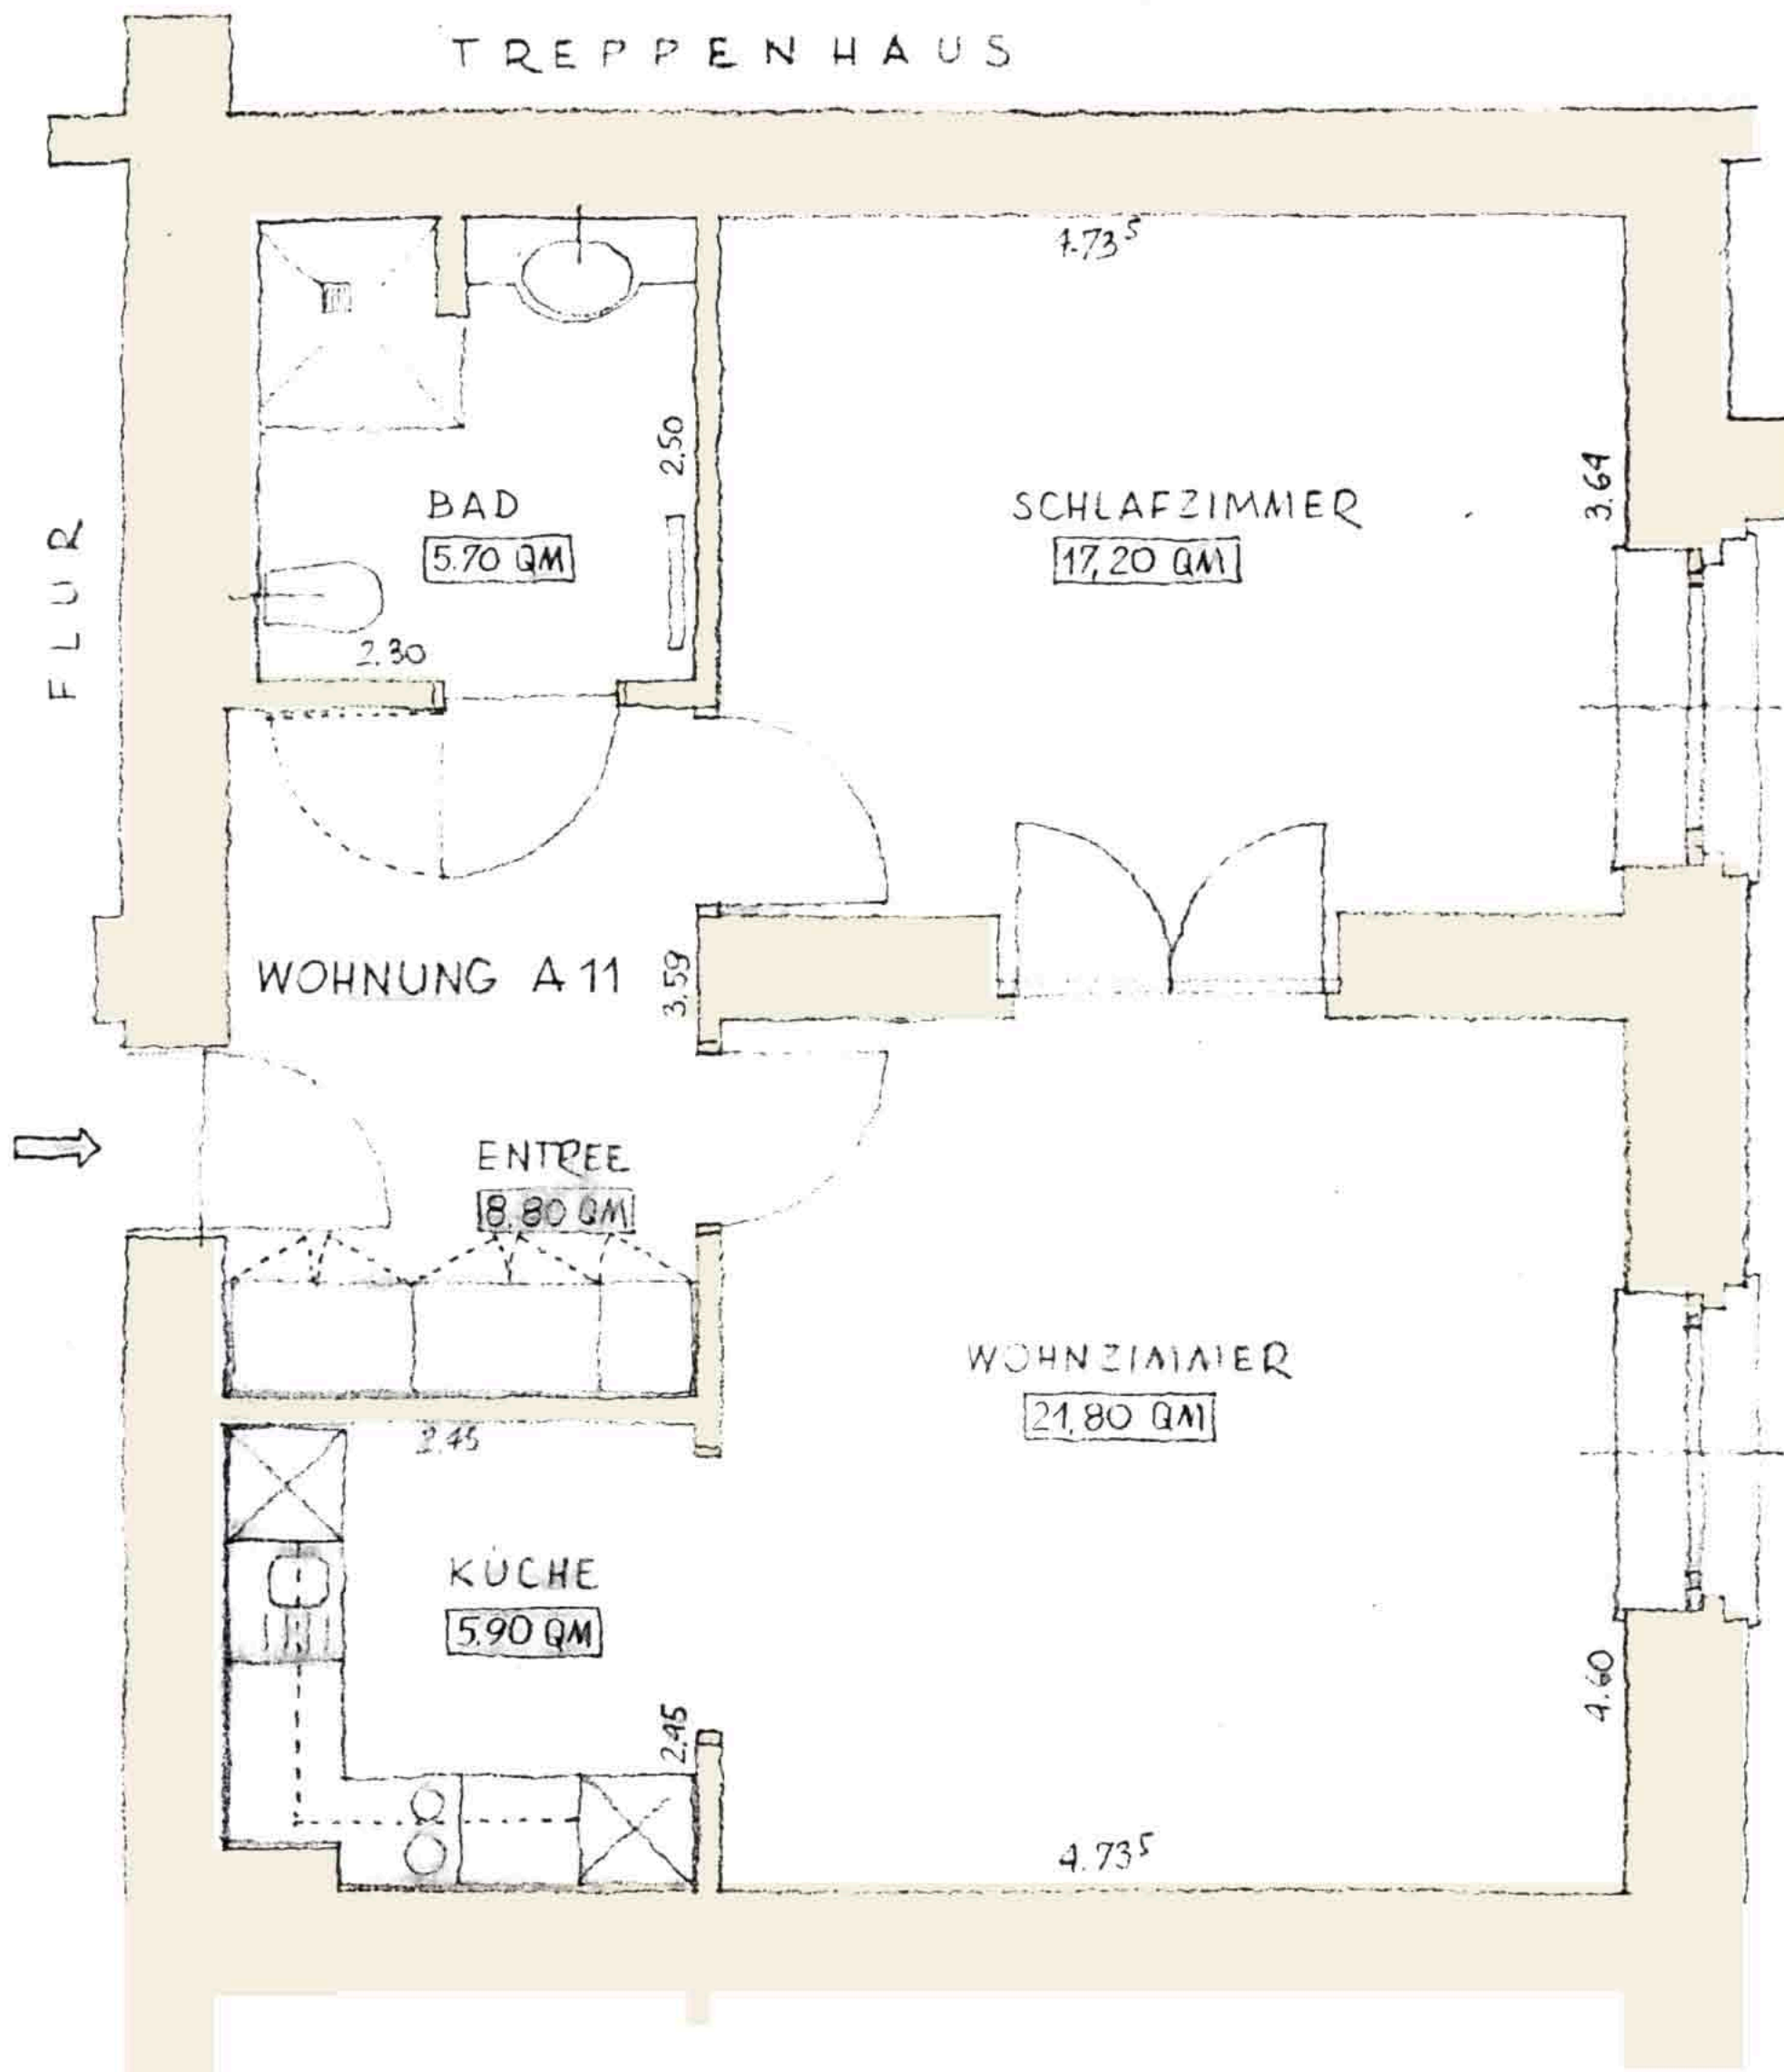 TREPPENHAUS
4.73⁵
2.50
BAD
5.70 QM
SCHLAFZIMMER
17,20 QM
3.64
FLUR
2.30
WOHNUNG A 11
3.59
ENTREE
8.80 QM
WOHNZIMMER
21,80 QM
2.45
KÜCHE
5.90 QM
2.45
4.60
4.73⁵